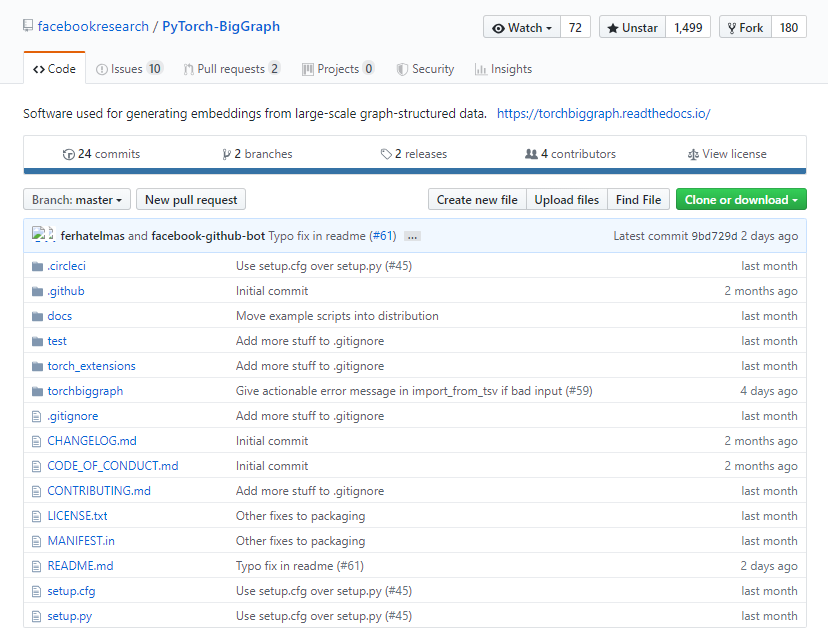 facebookresearch / PyTorch-BigGraph Watch 72 Unstar 1,499 Fork 180
Code Issues 10 Pull requests 2 Projects 0 Security Insights
Software used for generating embeddings from large-scale graph-structured data. https://torchbiggraph.readthedocs.io/
24 commits 2 branches 2 releases 4 contributors View license
Branch: master New pull request Create new file Upload files Find File Clone or download
ferhatelmas and facebook-github-bot Typo fix in readme (#61) ... Latest commit 9bd729d 2 days ago
.circleci Use setup.cfg over setup.py (#45) last month
.github Initial commit 2 months ago
docs Move example scripts into distribution last month
test Add more stuff to .gitignore last month
torch_extensions Add more stuff to .gitignore last month
torchbiggraph Give actionable error message in import_from_tsv if bad input (#59) 4 days ago
.gitignore Add more stuff to .gitignore last month
CHANGELOG.md Initial commit 2 months ago
CODE_OF_CONDUCT.md Initial commit 2 months ago
CONTRIBUTING.md Add more stuff to .gitignore last month
LICENSE.txt Other fixes to packaging last month
MANIFEST.in Other fixes to packaging last month
README.md Typo fix in readme (#61) 2 days ago
setup.cfg Use setup.cfg over setup.py (#45) last month
setup.py Use setup.cfg over setup.py (#45) last month